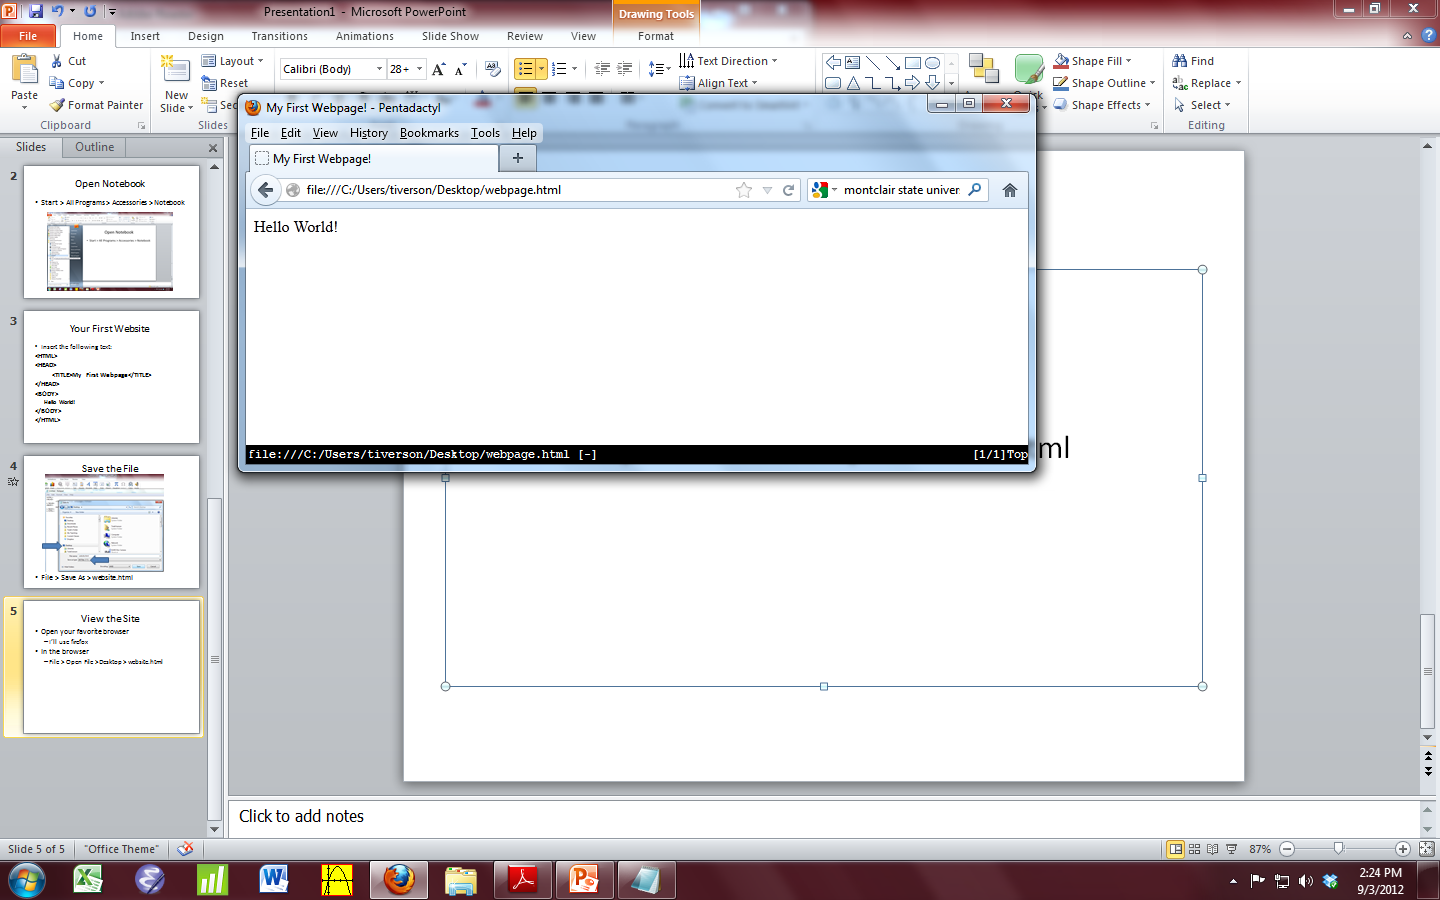 Presentation1 - Microsoft PowerPoint
Drawing Tools
File Home Insert Design Transitions Animations Slide Show Review View Format
Paste
Cut
Copy
Format Painter
Clipboard
New Slide
Layout
Reset
Slides
Calibri (Body) 28
Text Direction
Align Text
Shape Fill
Shape Outline
Shape Effects
Find
Replace
Select
Editing
Slides Outline
2
Open Notebook
Start > All Programs > Accessories > Notebook
3
Your First Website
Insert the following text:
<HTML>
<HEAD>
<TITLE>My First Webpage</TITLE>
</HEAD>
<BODY>
Hello World!
</BODY>
</HTML>
4
Save the File
File > Save As > website.html
5
View the Site
Open your favorite browser
– I'll use firefox
In the browser
– File > Open File > Desktop > website.html
My First Webpage! - Pentadactyl
File Edit View History Bookmarks Tools Help
My First Webpage!
file:///C:/Users/tiverson/Desktop/webpage.html
montclair state univer
Hello World!
file:///C:/Users/tiverson/Desktop/webpage.html [-] [1/1]Top
ml
Click to add notes
Slide 5 of 5 "Office Theme" 87%
2:24 PM
9/3/2012